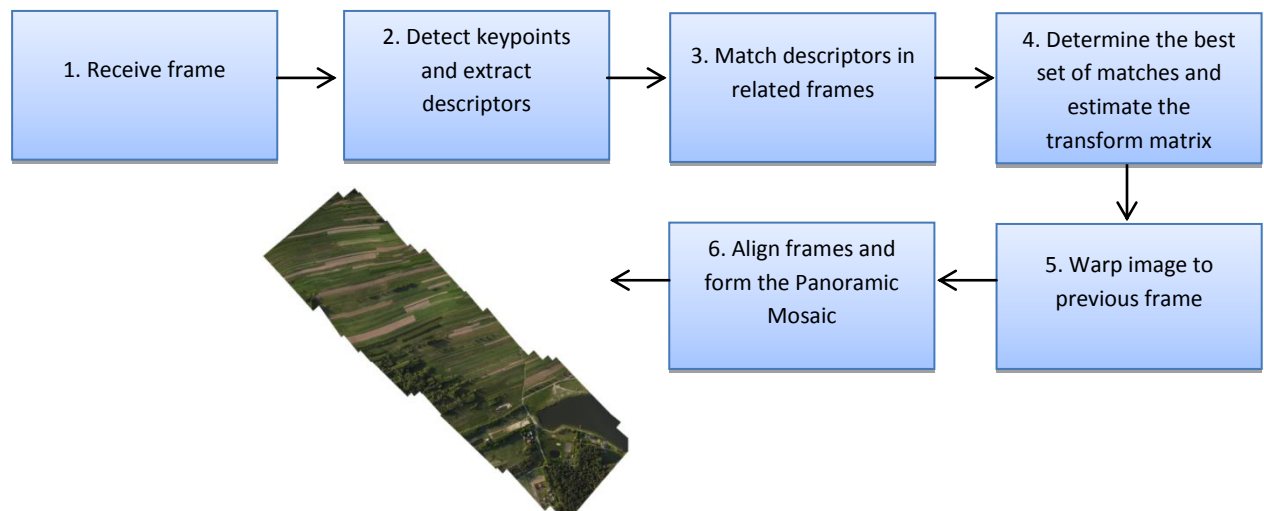 1. Receive frame
2. Detect keypoints
and extract
descriptors
3. Match descriptors in
related frames
4. Determine the best
set of matches and
estimate the
transform matrix
5. Warp image to
previous frame
6. Align frames and
form the Panoramic
Mosaic